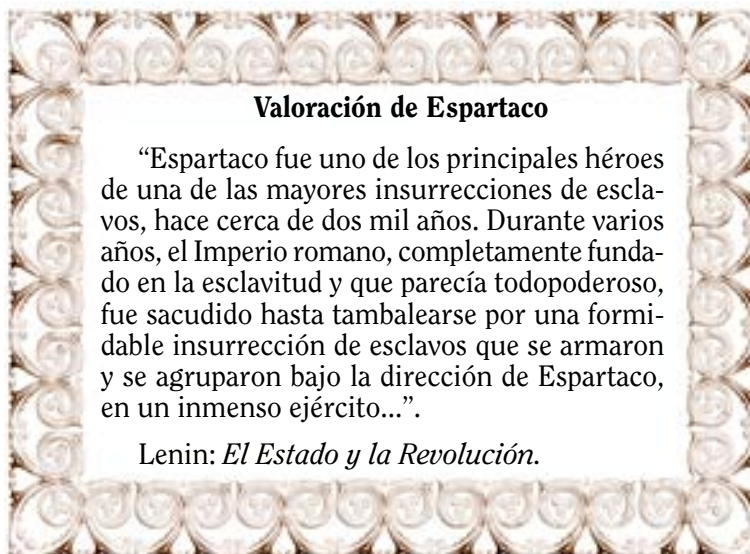 Valoración de Espartaco
“Espartaco fue uno de los principales héroes
de una de las mayores insurrecciones de escla-
vos, hace cerca de dos mil años. Durante varios
años, el Imperio romano, completamente funda-
do en la esclavitud y que parecía todopoderoso,
fue sacudido hasta tambalearse por una formi-
dable insurrección de esclavos que se armaron
y se agruparon bajo la dirección de Espartaco,
en un inmenso ejército...”.
Lenin: El Estado y la Revolución.